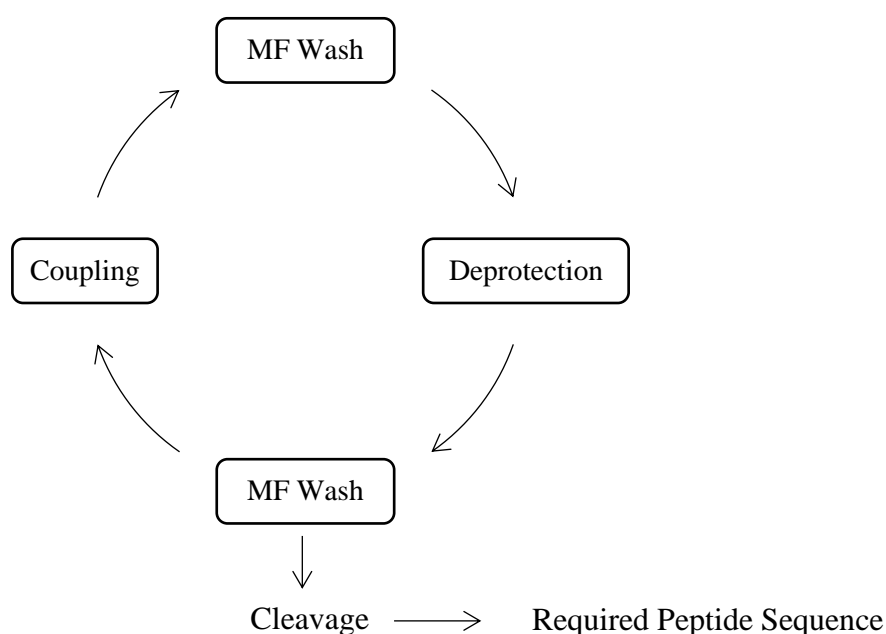 MF Wash
Coupling
Deprotection
MF Wash
Cleavage
Required Peptide Sequence